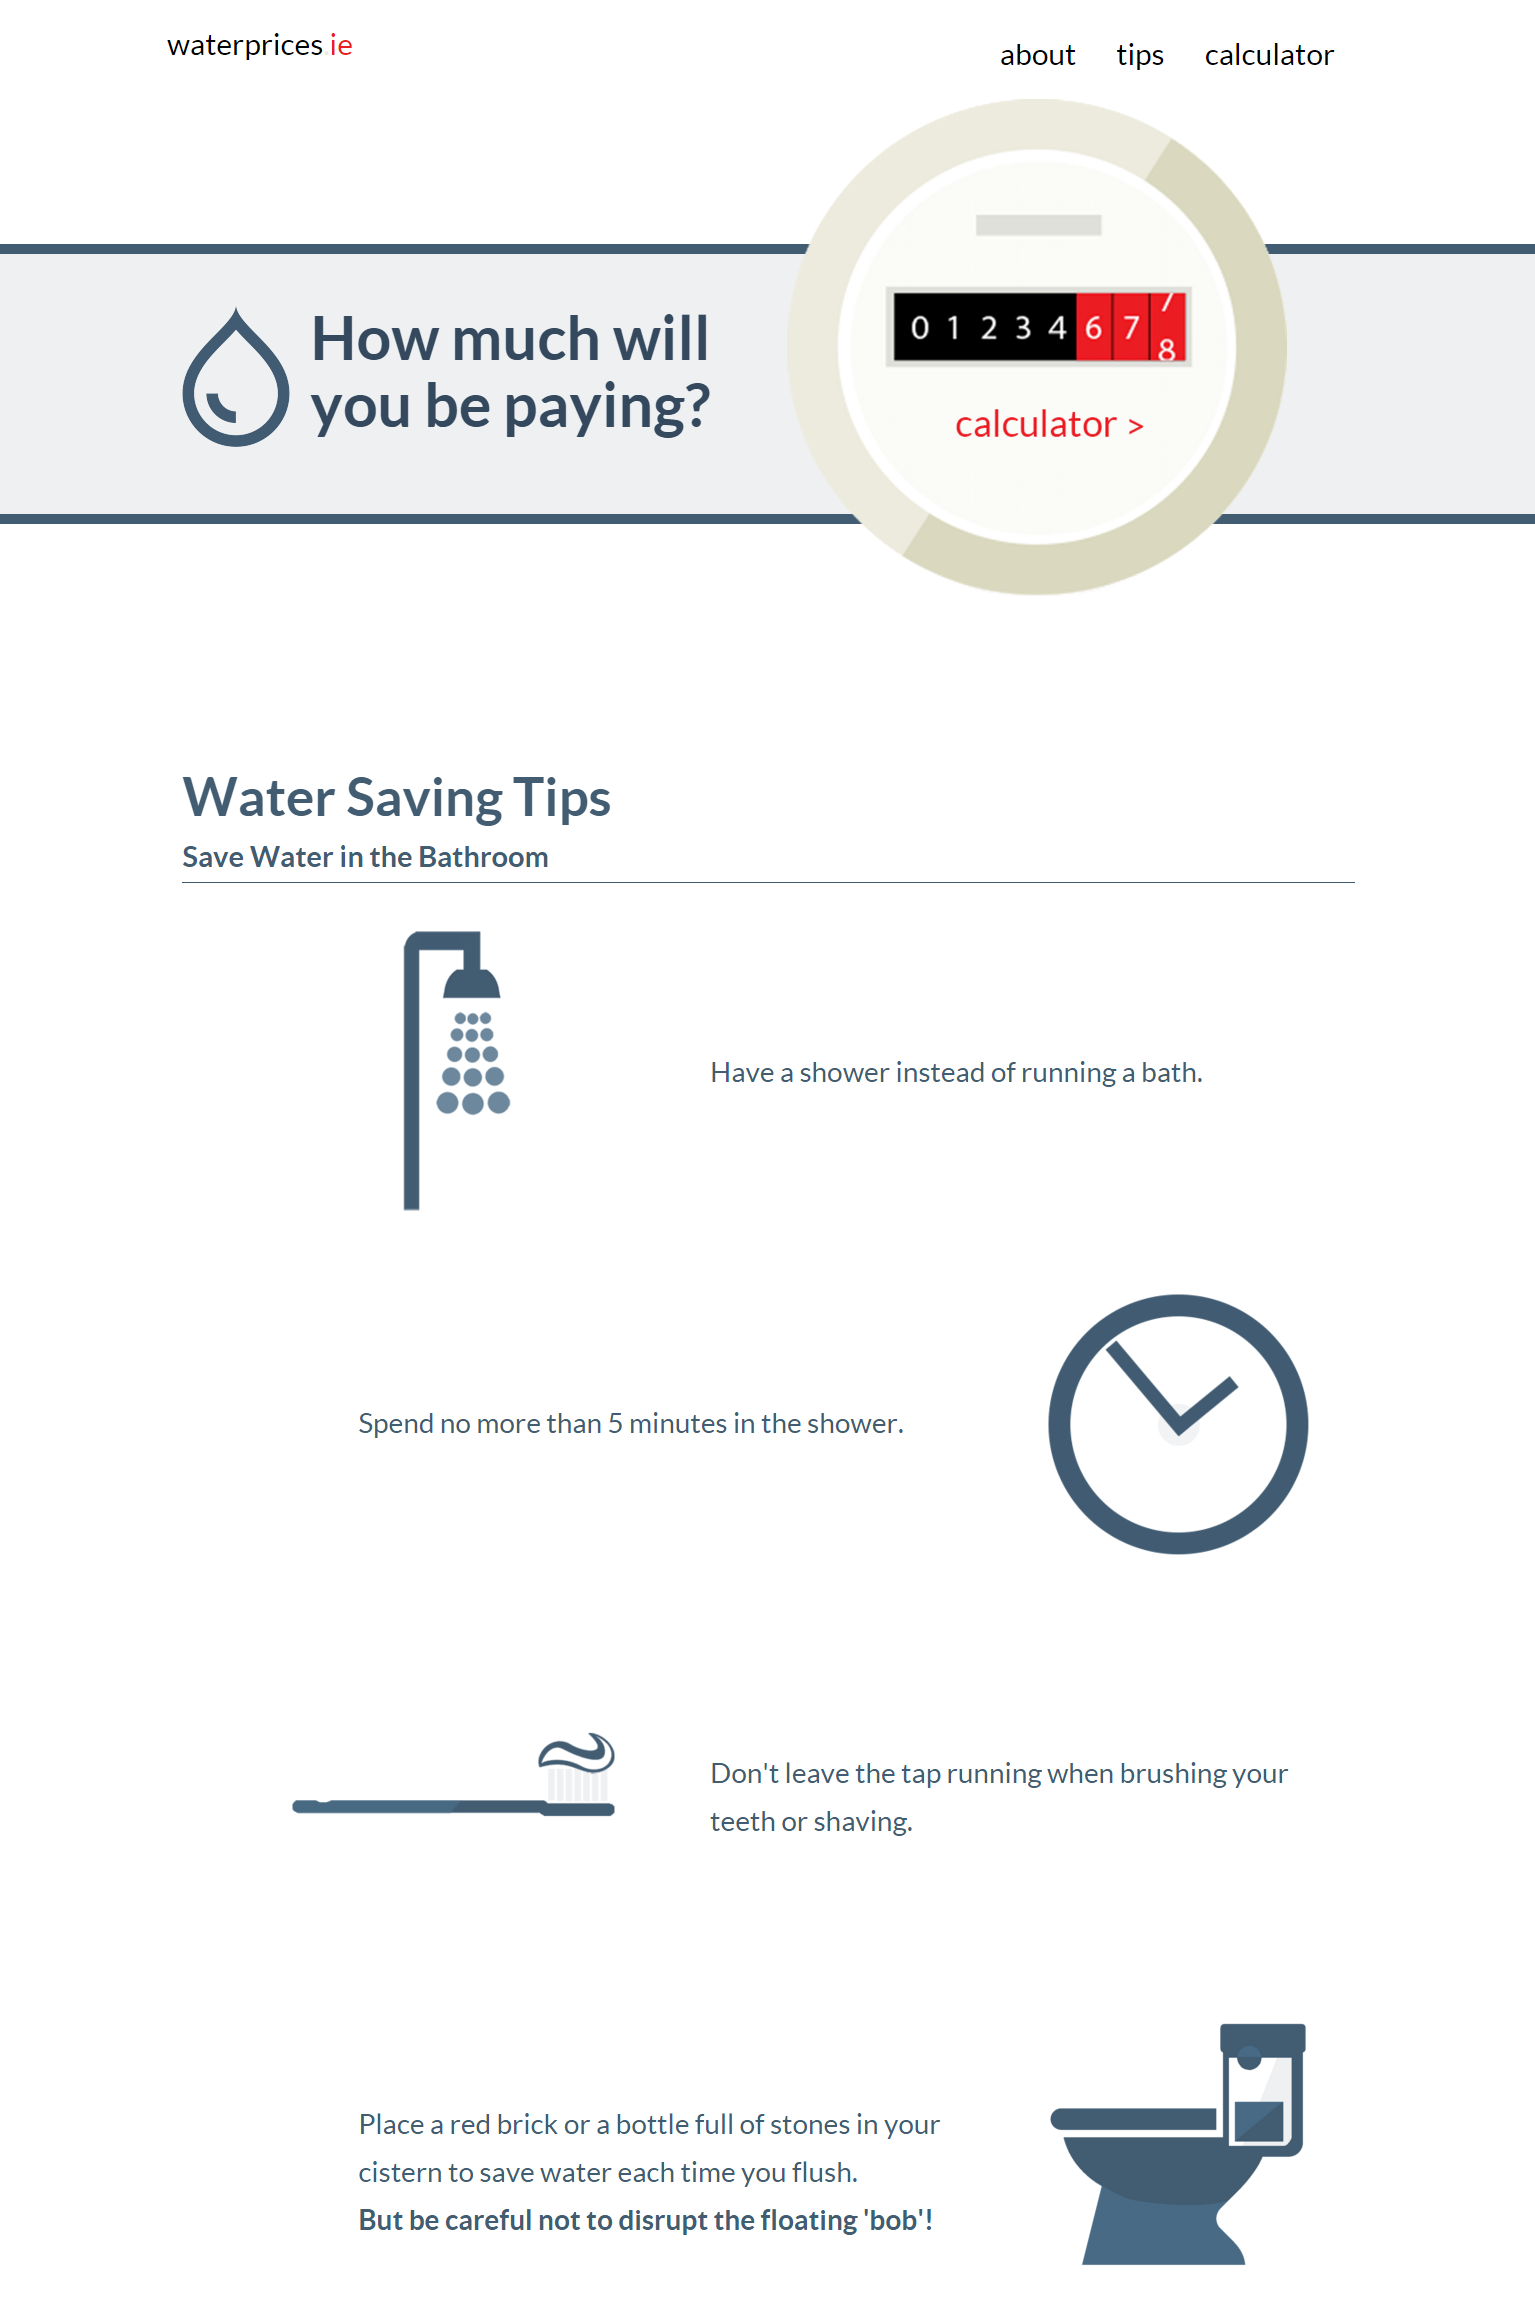 waterprices.ie
about tips calculator
How much will
you be paying?
0 1 2 3 4 6 7 7
8
calculator >
Water Saving Tips
Save Water in the Bathroom
Have a shower instead of running a bath.
Spend no more than 5 minutes in the shower.
Don't leave the tap running when brushing your
teeth or shaving.
Place a red brick or a bottle full of stones in your
cistern to save water each time you flush.
But be careful not to disrupt the floating 'bob'!